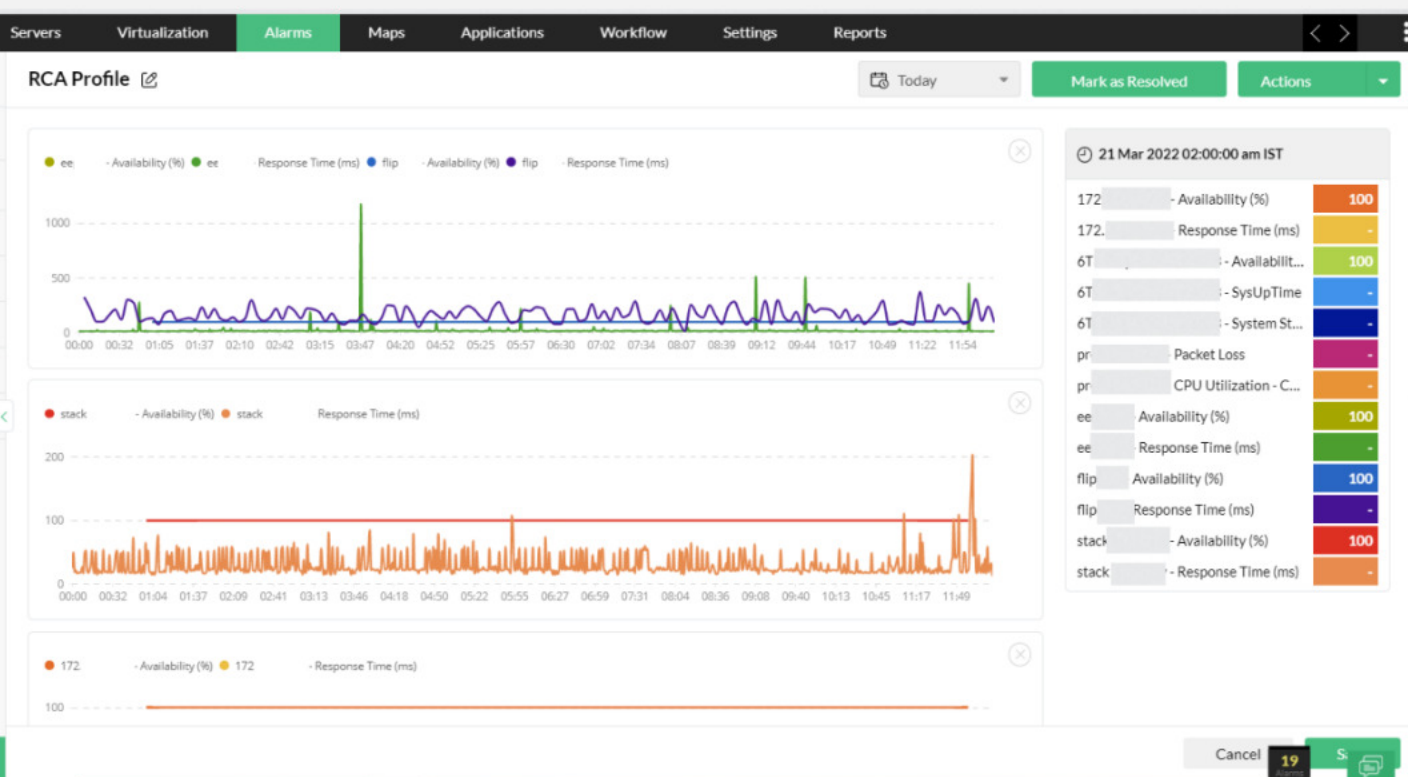 Servers Virtualization Alarms Maps Applications Workflow Settings Reports
RCA Profile
Today
Mark as Resolved
Actions
ee - Availability (%) ee - Response Time (ms) flip - Availability (%) flip - Response Time (ms)
1000
500
0
00:00 00:32 01:05 01:37 02:10 02:42 03:15 03:47 04:20 04:52 05:25 05:57 06:30 07:02 07:34 08:07 08:39 09:12 09:44 10:17 10:49 11:22 11:54
stack - Availability (%) stack Response Time (ms)
200
100
0
00:00 00:32 01:04 01:37 02:09 02:41 03:13 03:46 04:18 04:50 05:22 05:55 06:27 06:59 07:31 08:04 08:36 09:08 09:40 10:13 10:45 11:17 11:49
172. - Availability (%) 172 - Response Time (ms)
100
21 Mar 2022 02:00:00 am IST
172 - Availability (%) 100
172. Response Time (ms) -
6T - Availabilit... 100
6T - SysUpTime -
6T - System St... -
pr Packet Loss -
pr CPU Utilization - C... -
ee Availability (%) 100
ee Response Time (ms) -
flip Availability (%) 100
flip Response Time (ms) -
stack - Availability (%) 100
stack - Response Time (ms) -
Cancel
19
Alarms